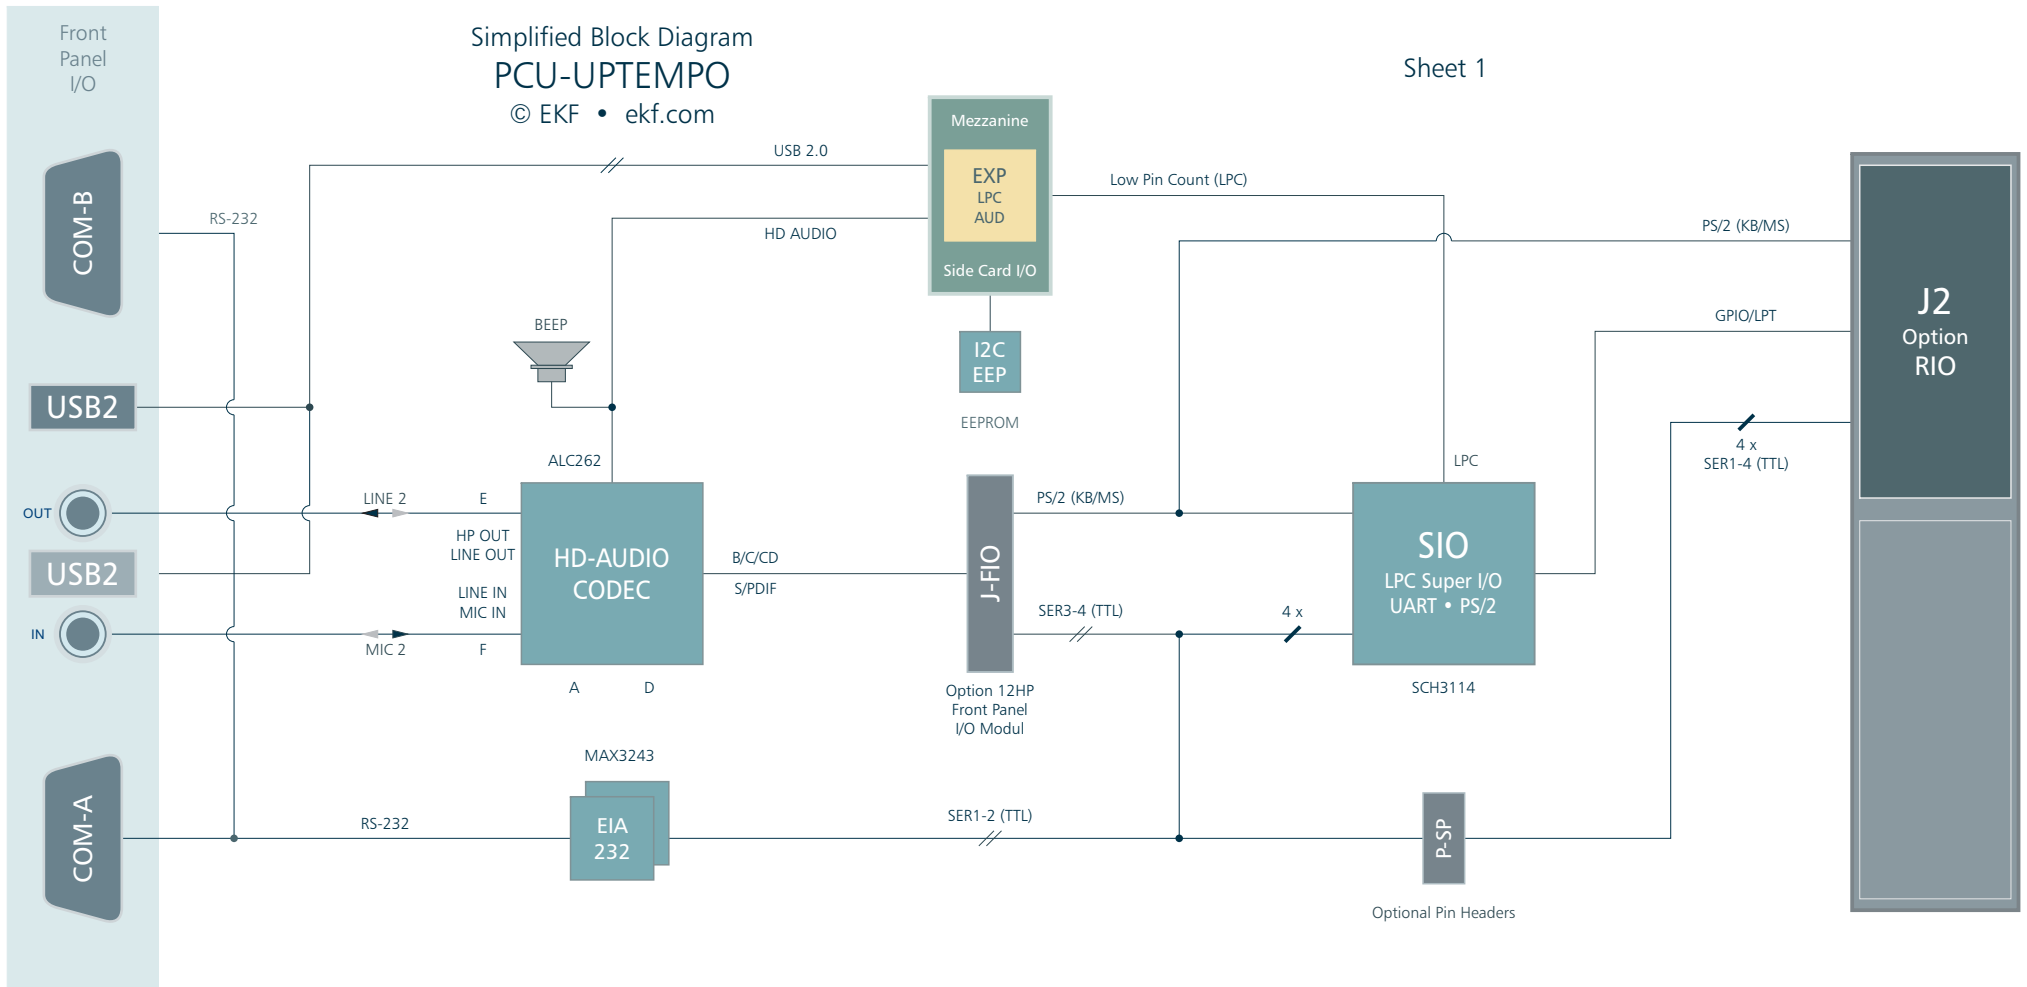 Front
Panel
I/O
Simplified Block Diagram
PCU-UPTEMPO
© EKF • ekf.com
Sheet 1
Mezzanine
EXP
LPC
AUD
Side Card I/O
USB 2.0
HD AUDIO
Low Pin Count (LPC)
PS/2 (KB/MS)
GPIO/LPT
J2
Option
RIO
4 x
SER1-4 (TTL)
COM-B
RS-232
BEEP
I2C
EEP
EEPROM
USB2
ALC262
LPC
OUT
LINE 2
E
HP OUT
LINE OUT
USB2
LINE IN
MIC IN
IN
MIC 2
F
HD-AUDIO
CODEC
A
D
B/C/CD
S/PDIF
J-FIO
PS/2 (KB/MS)
SER3-4 (TTL)
4 x
SIO
LPC Super I/O
UART • PS/2
SCH3114
Option 12HP
Front Panel
I/O Modul
COM-A
RS-232
MAX3243
EIA
232
SER1-2 (TTL)
P-SP
Optional Pin Headers